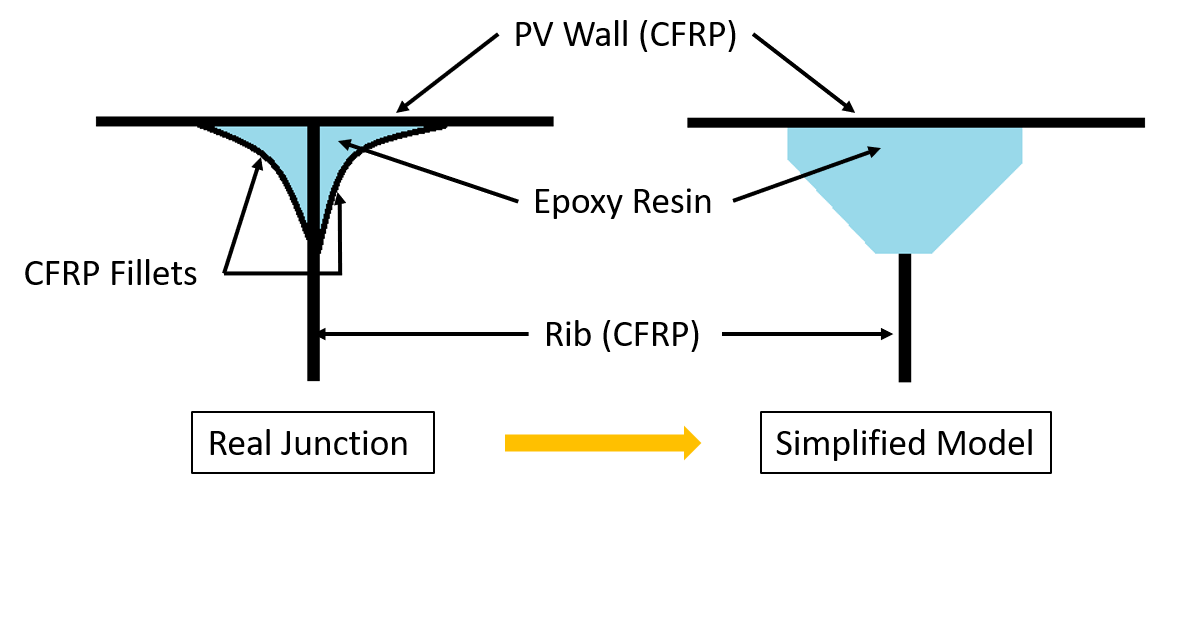 PV Wall (CFRP)
Epoxy Resin
CFRP Fillets
Rib (CFRP)
Real Junction
Simplified Model